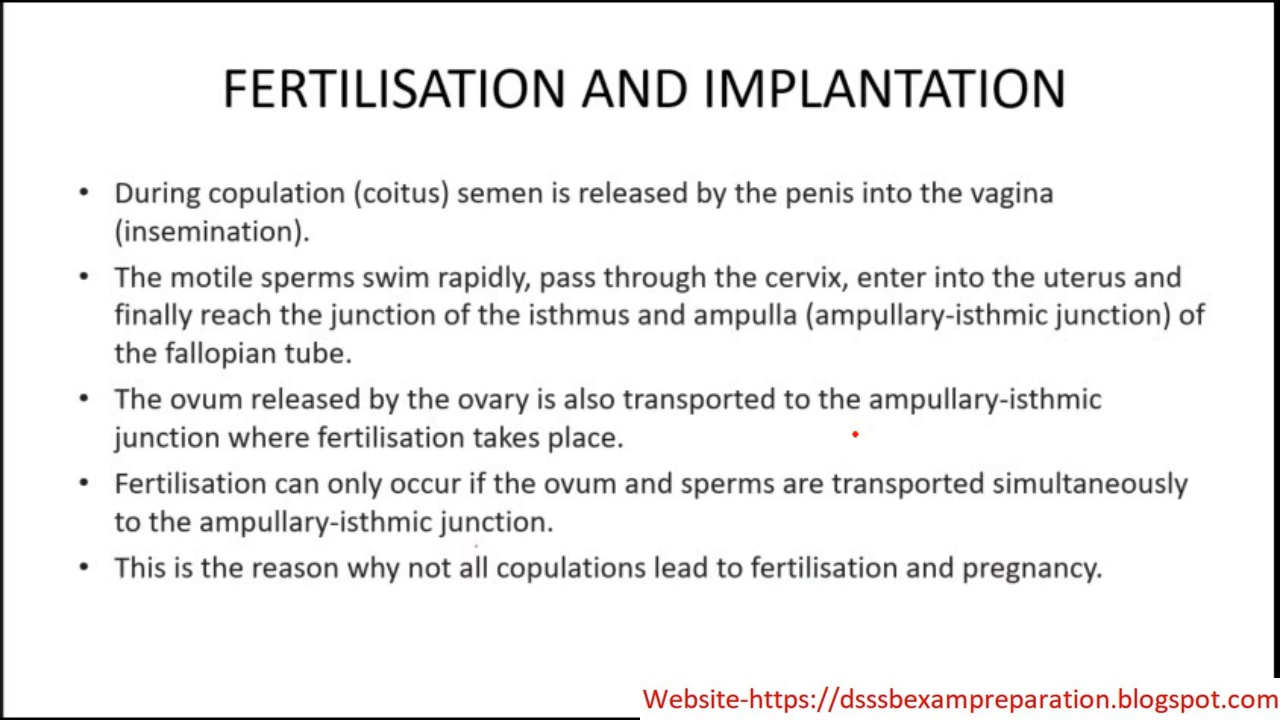 FERTILISATION AND IMPLANTATION
• During copulation (coitus) semen is released by the penis into the vagina
(insemination).
• The motile sperms swim rapidly, pass through the cervix, enter into the uterus and
finally reach the junction of the isthmus and ampulla (ampullary-isthmic junction) of
the fallopian tube.
• The ovum released by the ovary is also transported to the ampullary-isthmic
junction where fertilisation takes place.
• Fertilisation can only occur if the ovum and sperms are transported simultaneously
to the ampullary-isthmic junction.
• This is the reason why not all copulations lead to fertilisation and pregnancy.
Website-https://dsssbexampreparation.blogspot.com